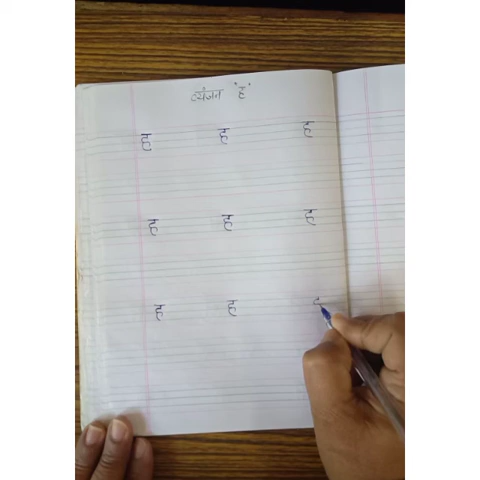 व्यंजन 'ह'
ह ह ह
ह ह ह
ह ह